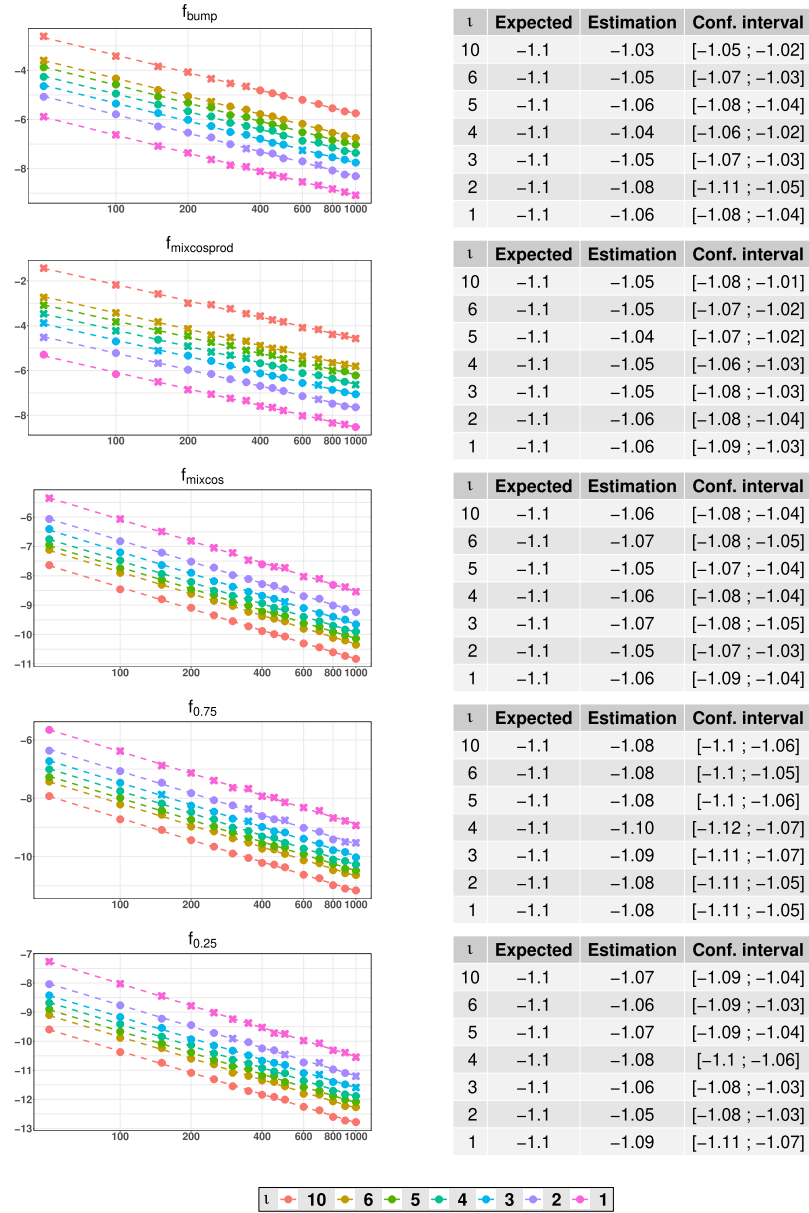 f_bump
−4
−6
−8
100 200 400 600 800 1000
ι Expected Estimation Conf. interval
10 −1.1 −1.03 [−1.05 ; −1.02]
6 −1.1 −1.05 [−1.07 ; −1.03]
5 −1.1 −1.06 [−1.08 ; −1.04]
4 −1.1 −1.04 [−1.06 ; −1.02]
3 −1.1 −1.05 [−1.07 ; −1.03]
2 −1.1 −1.08 [−1.11 ; −1.05]
1 −1.1 −1.06 [−1.08 ; −1.04]
f_mixcosprod
−2
−4
−6
−8
100 200 400 600 800 1000
ι Expected Estimation Conf. interval
10 −1.1 −1.05 [−1.08 ; −1.01]
6 −1.1 −1.05 [−1.07 ; −1.02]
5 −1.1 −1.04 [−1.07 ; −1.02]
4 −1.1 −1.05 [−1.06 ; −1.03]
3 −1.1 −1.05 [−1.08 ; −1.03]
2 −1.1 −1.06 [−1.08 ; −1.04]
1 −1.1 −1.06 [−1.09 ; −1.03]
f_mixcos
−6
−7
−8
−9
−10
−11
100 200 400 600 800 1000
ι Expected Estimation Conf. interval
10 −1.1 −1.06 [−1.08 ; −1.04]
6 −1.1 −1.07 [−1.08 ; −1.05]
5 −1.1 −1.05 [−1.07 ; −1.04]
4 −1.1 −1.06 [−1.08 ; −1.04]
3 −1.1 −1.07 [−1.08 ; −1.05]
2 −1.1 −1.05 [−1.07 ; −1.03]
1 −1.1 −1.06 [−1.09 ; −1.04]
f_0.75
−6
−8
−10
100 200 400 600 800 1000
ι Expected Estimation Conf. interval
10 −1.1 −1.08 [−1.1 ; −1.06]
6 −1.1 −1.08 [−1.1 ; −1.05]
5 −1.1 −1.08 [−1.1 ; −1.06]
4 −1.1 −1.10 [−1.12 ; −1.07]
3 −1.1 −1.09 [−1.11 ; −1.07]
2 −1.1 −1.08 [−1.11 ; −1.05]
1 −1.1 −1.08 [−1.11 ; −1.05]
f_0.25
−7
−8
−9
−10
−11
−12
−13
100 200 400 600 800 1000
ι Expected Estimation Conf. interval
10 −1.1 −1.07 [−1.09 ; −1.04]
6 −1.1 −1.06 [−1.09 ; −1.03]
5 −1.1 −1.07 [−1.09 ; −1.04]
4 −1.1 −1.08 [−1.1 ; −1.06]
3 −1.1 −1.06 [−1.08 ; −1.03]
2 −1.1 −1.05 [−1.08 ; −1.03]
1 −1.1 −1.09 [−1.11 ; −1.07]
ι 10 6 5 4 3 2 1